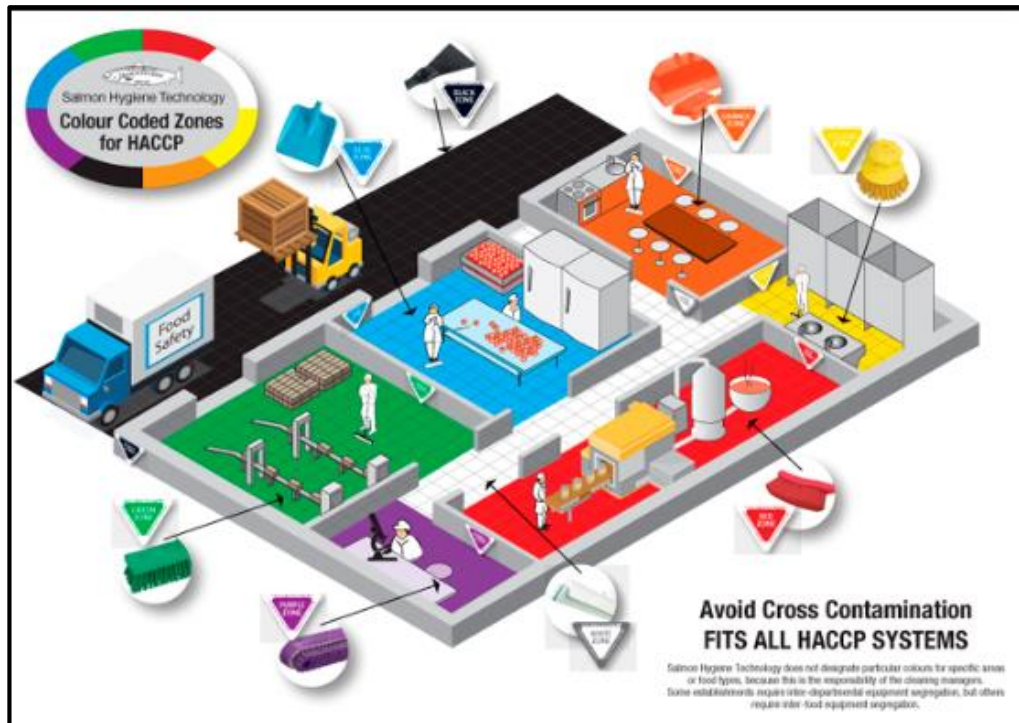 Salmon Hygiene Technology
Colour Coded Zones
for HACCP
BLACK
ZONE
ORANGE
ZONE
BLUE
ZONE
YELLOW
ZONE
Food
Safety
GREEN
ZONE
RED
ZONE
PURPLE
ZONE
WHITE
ZONE
Avoid Cross Contamination
FITS ALL HACCP SYSTEMS
Salmon Hygiene Technology does not designate particular colours for specific areas
or food types, because this is the responsibility of the cleaning managers.
Some establishments require inter-departmental equipment segregation, but others
require inter-food equipment segregation.